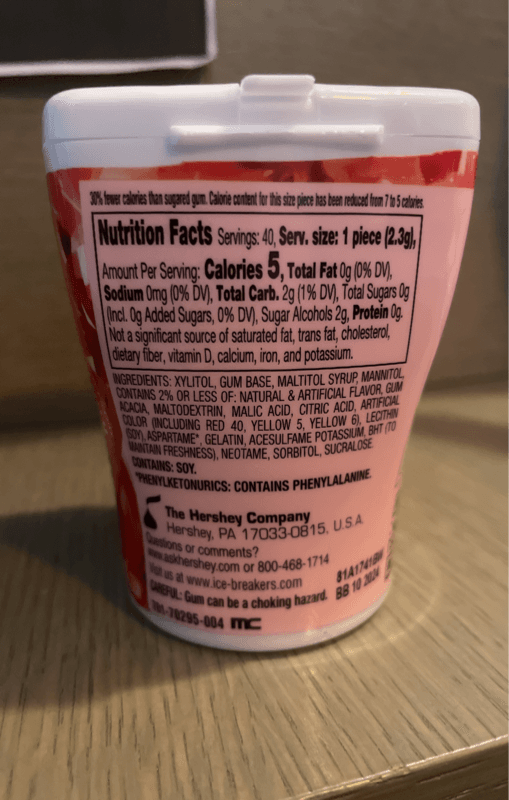 30% fewer calories than sugared gum. Calorie content for this size piece has been reduced from 7 to 5 calories.
Nutrition Facts Servings: 40, Serv. size: 1 piece (2.3g),
Amount Per Serving: Calories 5, Total Fat 0g (0% DV),
Sodium 0mg (0% DV), Total Carb. 2g (1% DV), Total Sugars 0g
(Incl. 0g Added Sugars, 0% DV), Sugar Alcohols 2g, Protein 0g.
Not a significant source of saturated fat, trans fat, cholesterol,
dietary fiber, vitamin D, calcium, iron, and potassium.
INGREDIENTS: XYLITOL, GUM BASE, MALTITOL SYRUP, MANNITOL,
CONTAINS 2% OR LESS OF: NATURAL & ARTIFICIAL FLAVOR, GUM
ACACIA, MALTODEXTRIN, MALIC ACID, CITRIC ACID, ARTIFICIAL
COLOR (INCLUDING RED 40, YELLOW 5, YELLOW 6), LECITHIN
(SOY), ASPARTAME*, GELATIN, ACESULFAME POTASSIUM, BHT (TO
MAINTAIN FRESHNESS), NEOTAME, SORBITOL, SUCRALOSE.
CONTAINS: SOY.
*PHENYLKETONURICS: CONTAINS PHENYLALANINE.
The Hershey Company
Hershey, PA 17033-0815, U.S.A.
Questions or comments?
www.askhershey.com or 800-468-1714
Visit us at www.ice-breakers.com
CAREFUL: Gum can be a choking hazard.
BB 10 2024
701-70295-004 MC